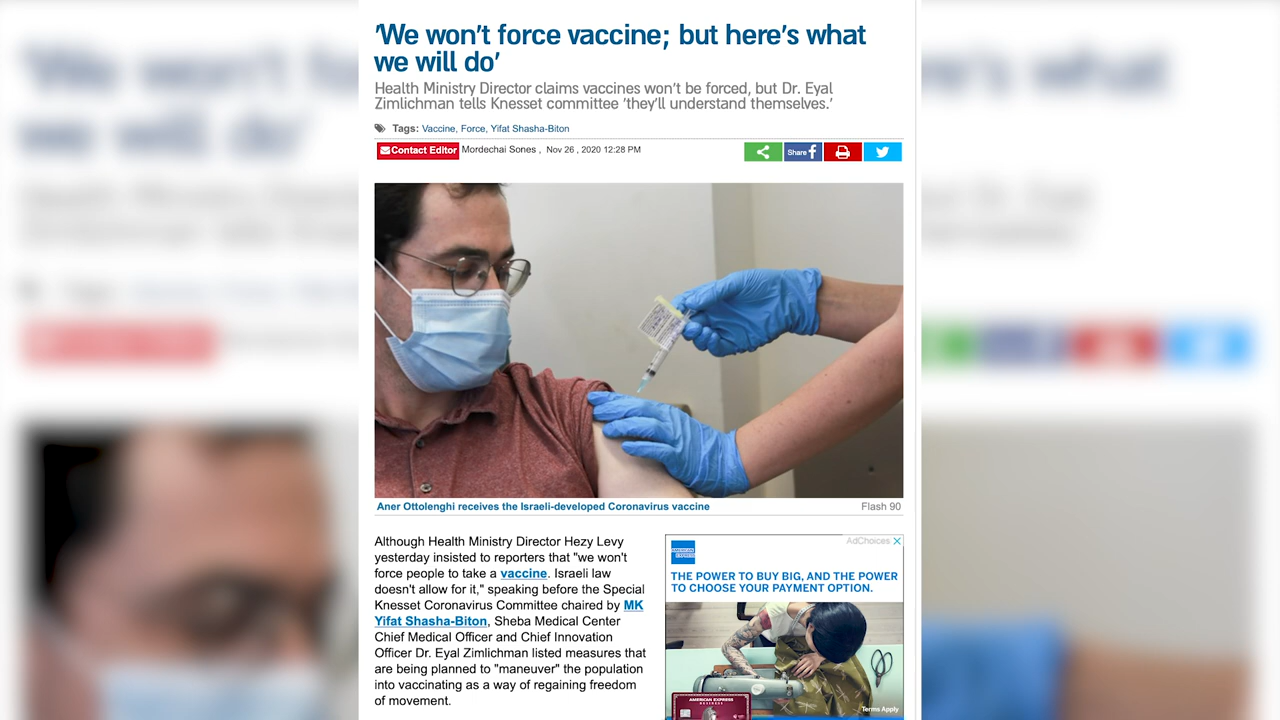 'We won't force vaccine; but here's what
we will do'
Health Ministry Director claims vaccines won't be forced, but Dr. Eyal
Zimlichman tells Knesset committee 'they'll understand themselves.'
Tags: Vaccine, Force, Yifat Shasha-Biton
Contact Editor Mordechai Sones , Nov 26 , 2020 12:28 PM
Share
Aner Ottolenghi receives the Israeli-developed Coronavirus vaccine
Flash 90
Although Health Ministry Director Hezy Levy
yesterday insisted to reporters that "we won't
force people to take a vaccine. Israeli law
doesn't allow for it," speaking before the Special
Knesset Coronavirus Committee chaired by MK
Yifat Shasha-Biton, Sheba Medical Center
Chief Medical Officer and Chief Innovation
Officer Dr. Eyal Zimlichman listed measures that
are being planned to "maneuver" the population
into vaccinating as a way of regaining freedom
of movement.
AdChoices
AMERICAN EXPRESS
THE POWER TO BUY BIG, AND THE POWER
TO CHOOSE YOUR PAYMENT OPTION.
AMERICAN EXPRESS
BUSINESS
Terms Apply